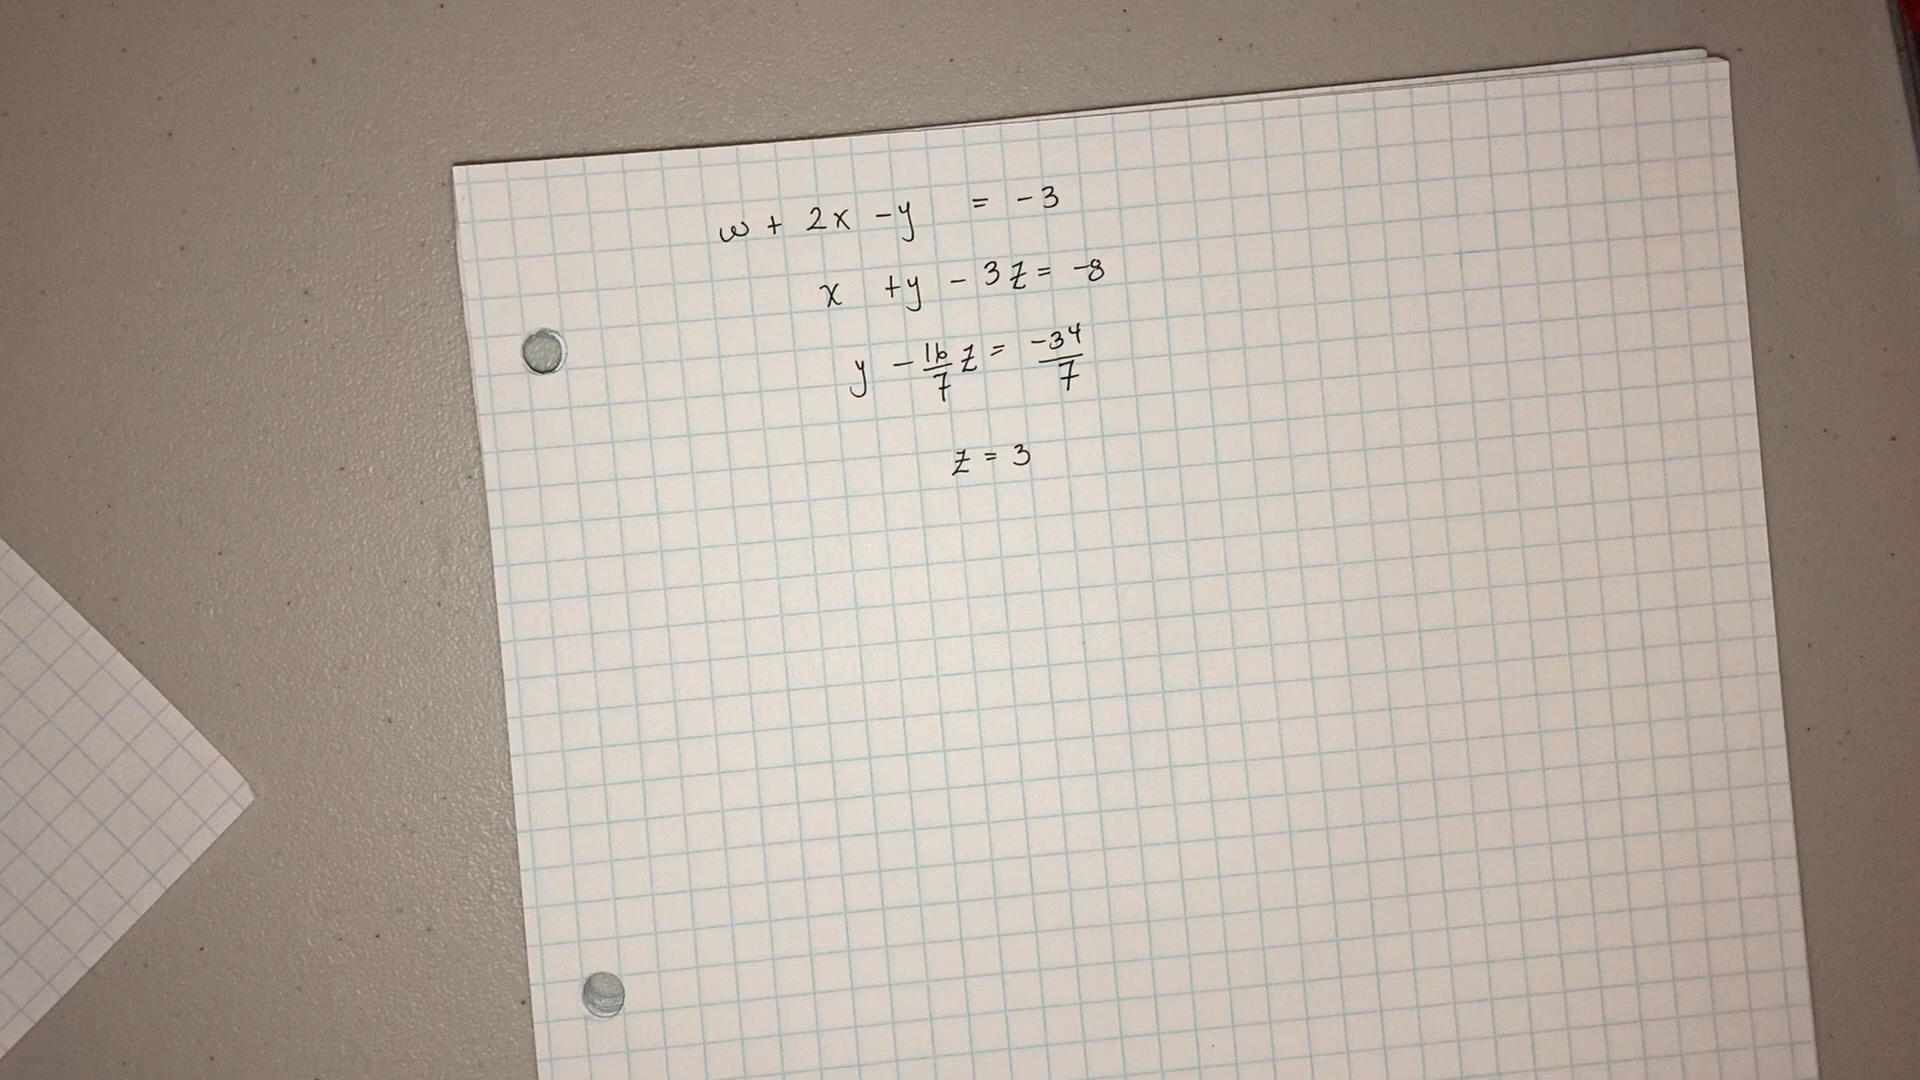 w + 2x - y = -3
x + y - 3z = -8
y - 16/7 z = -34/7
z = 3